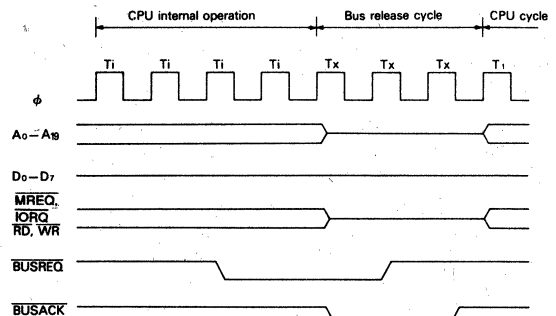 CPU internal operation Bus release cycle CPU cycle
Ti Ti Ti Ti Tx Tx Tx T1
φ
A0–A19
D0–D7
MREQ,
IORQ
RD, WR
BUSREQ
BUSACK